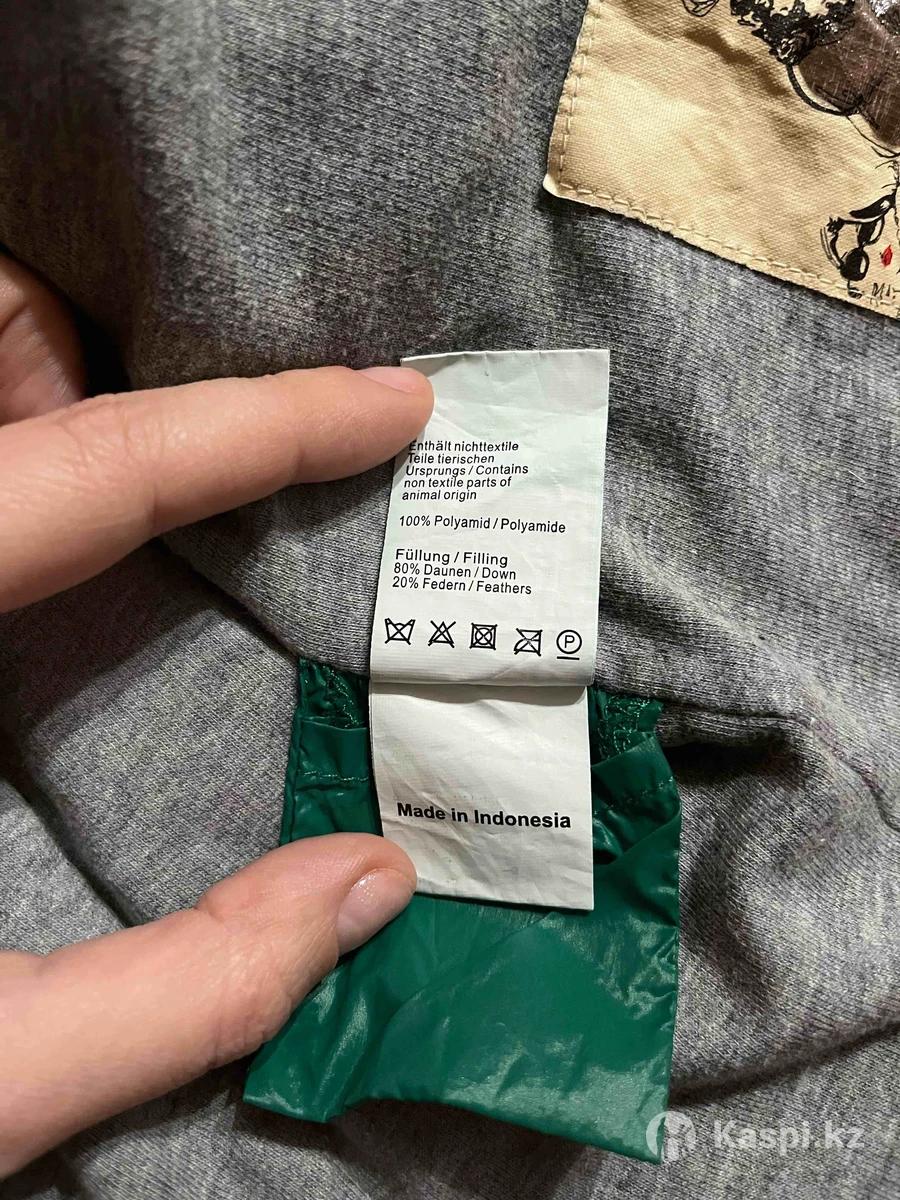 Enthält nichttextile
Teile tierischen
Ursprungs / Contains
non textile parts of
animal origin
100% Polyamid / Polyamide
Füllung / Filling
80% Daunen / Down
20% Federn / Feathers
P
Made in Indonesia
Kaspi.kz